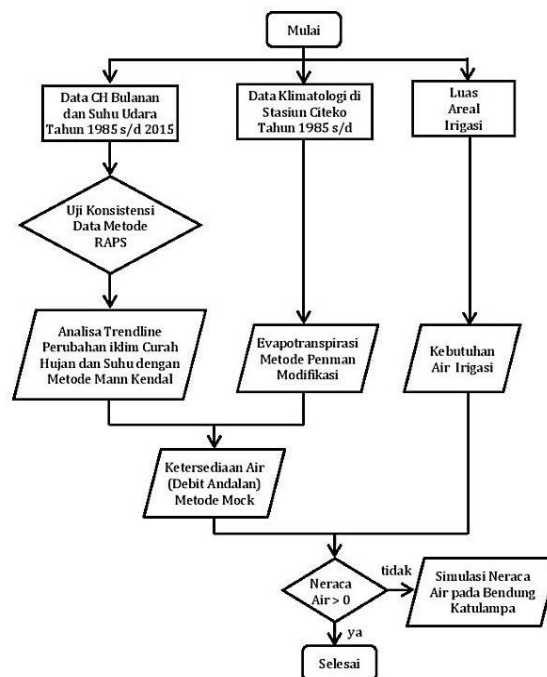 Mulai
Data CH Bulanan
dan Suhu Udara
Tahun 1985 s/d 2015
Data Klimatologi di
Stasiun Citeko
Tahun 1985 s/d
Luas
Areal
Irigasi
Uji Konsistensi
Data Metode
RAPS
Analisa Trendline
Perubahan iklim Curah
Hujan dan Suhu dengan
Metode Mann Kendal
Evapotranspirasi
Metode Penman
Modifikasi
Kebutuhan
Air Irigasi
Ketersediaan Air
(Debit Andalan)
Metode Mock
Neraca
Air > 0
tidak
Simulasi Neraca
Air pada Bendung
Katulampa
ya
Selesai